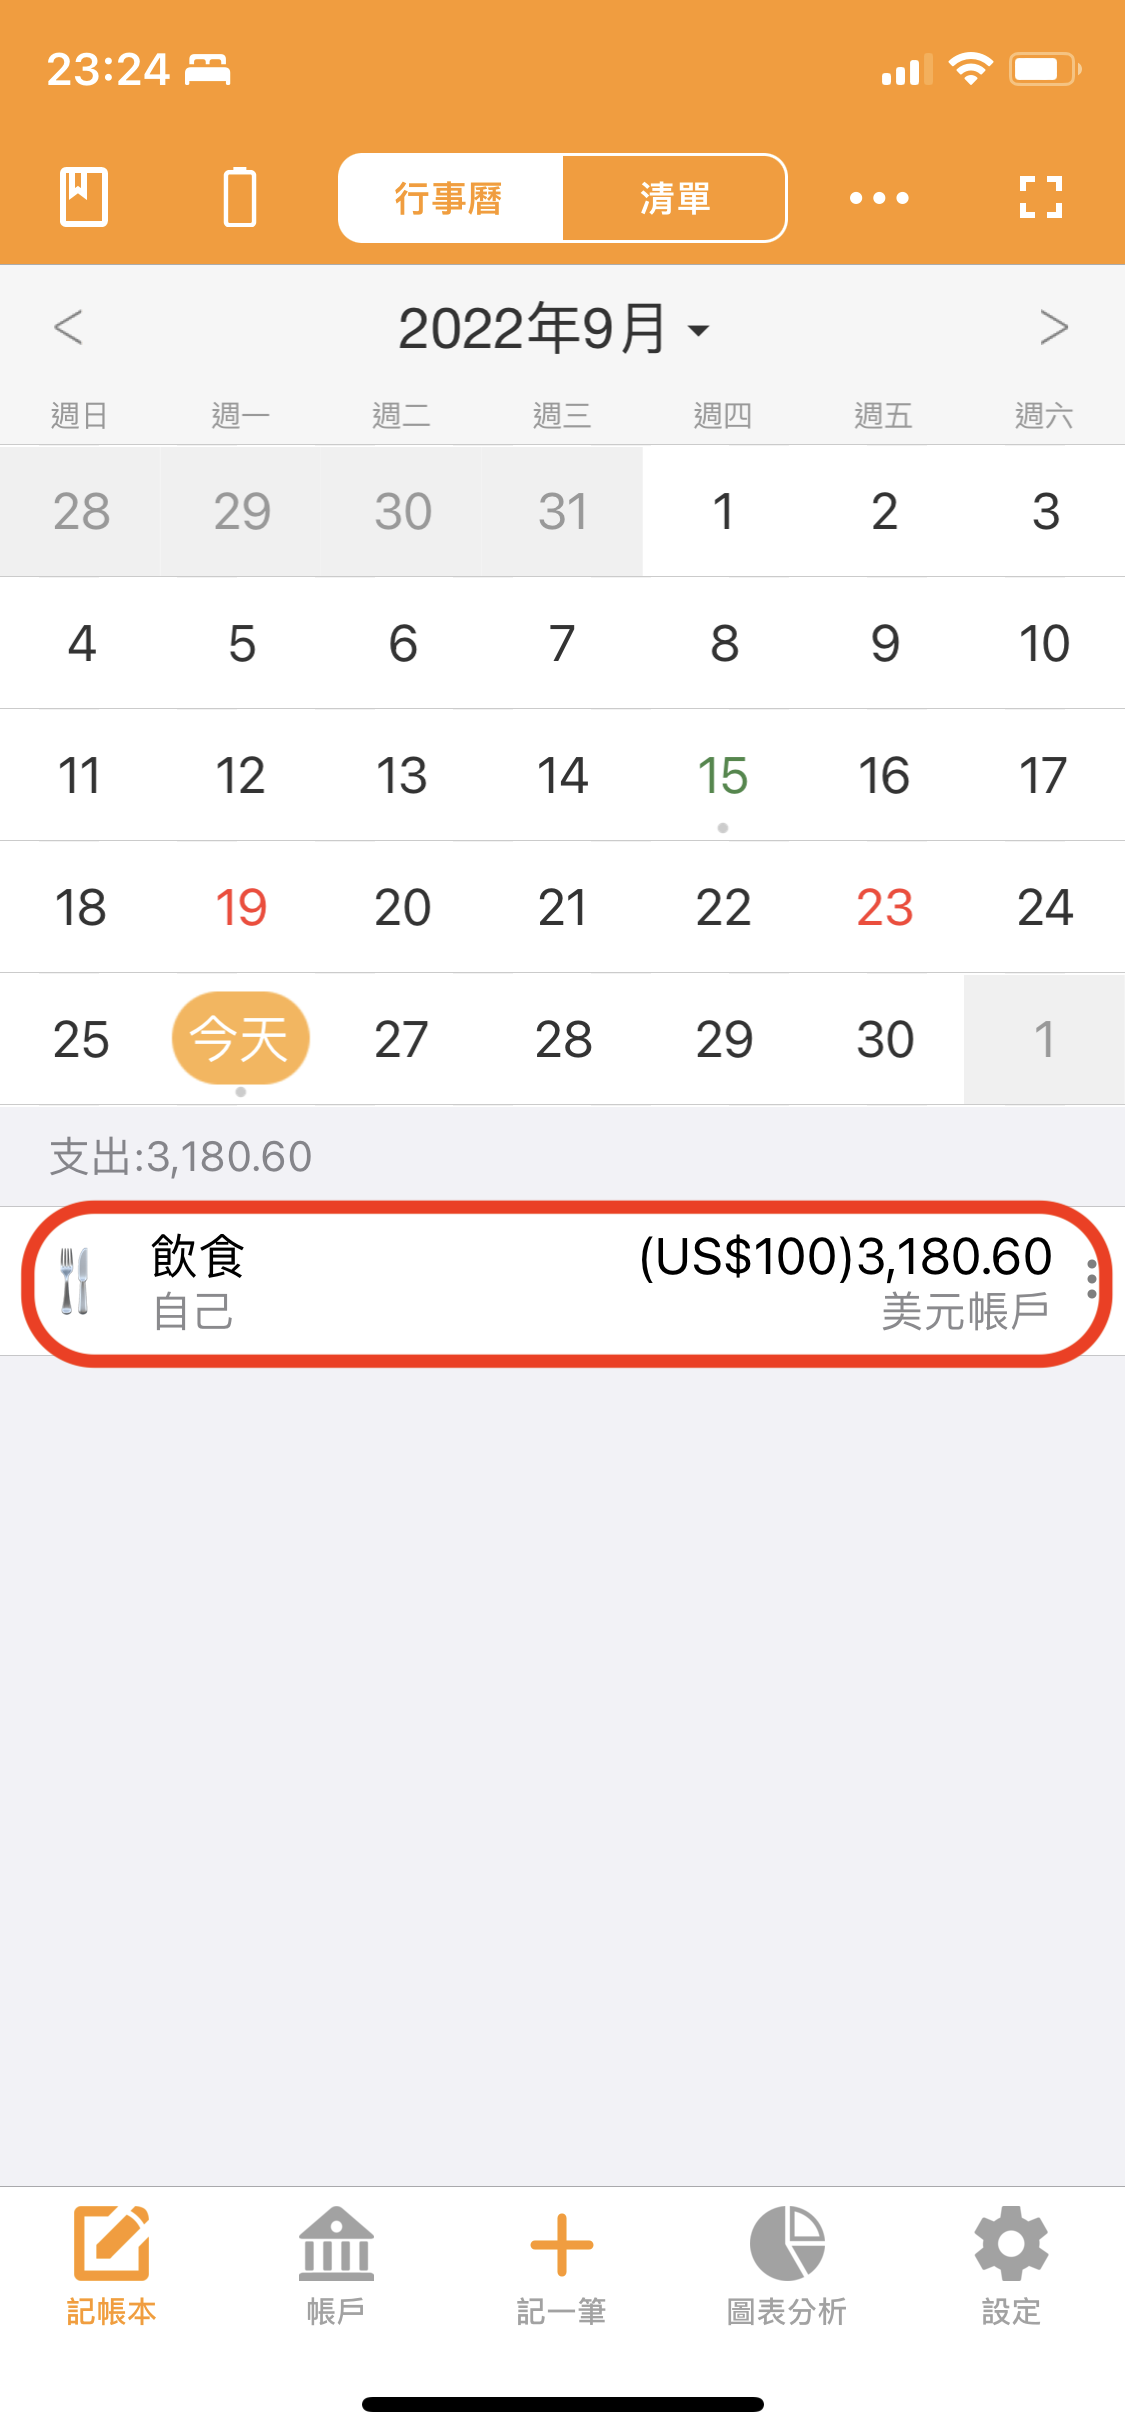 23:24
行事曆 清單
< 2022年9月 >
週日 週一 週二 週三 週四 週五 週六
28 29 30 31 1 2 3
4 5 6 7 8 9 10
11 12 13 14 15 16 17
18 19 20 21 22 23 24
25 今天 27 28 29 30 1
支出:3,180.60
飲食 (US$100)3,180.60
自己 美元帳戶
記帳本 帳戶 記一筆 圖表分析 設定